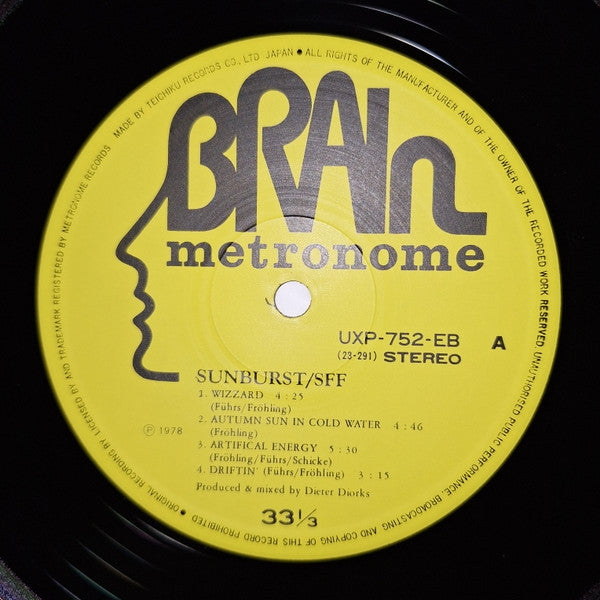 MADE BY TEICHIKU RECORDS CO., LTD. JAPAN • ALL RIGHTS OF THE MANUFACTURER AND OF THE OWNER OF THE RECORDED WORK RESERVED. UNAUTHORISED PUBLIC PERFORMANCE, BROADCASTING AND COPYING OF THIS RECORD PROHIBITED • ORIGINAL RECORDING BY LICENSED BY AND TRADEMARK REGISTERED BY METRONOME RECORDS
BRAIn
metronome
UXP-752-EB A
(23-291) STEREO
SUNBURST/SFF
1. WIZZARD 4 : 25
(Führs/Fröhling)
2. AUTUMN SUN IN COLD WATER 4 : 46
(Fröhling)
Ⓟ 1978
3. ARTIFICAL ENERGY 5 : 30
(Fröhling/Führs/Schicke)
4. DRIFTIN' (Führs/Fröhling) 3 : 15
Produced & mixed by Dieter Diorks
33 1/3